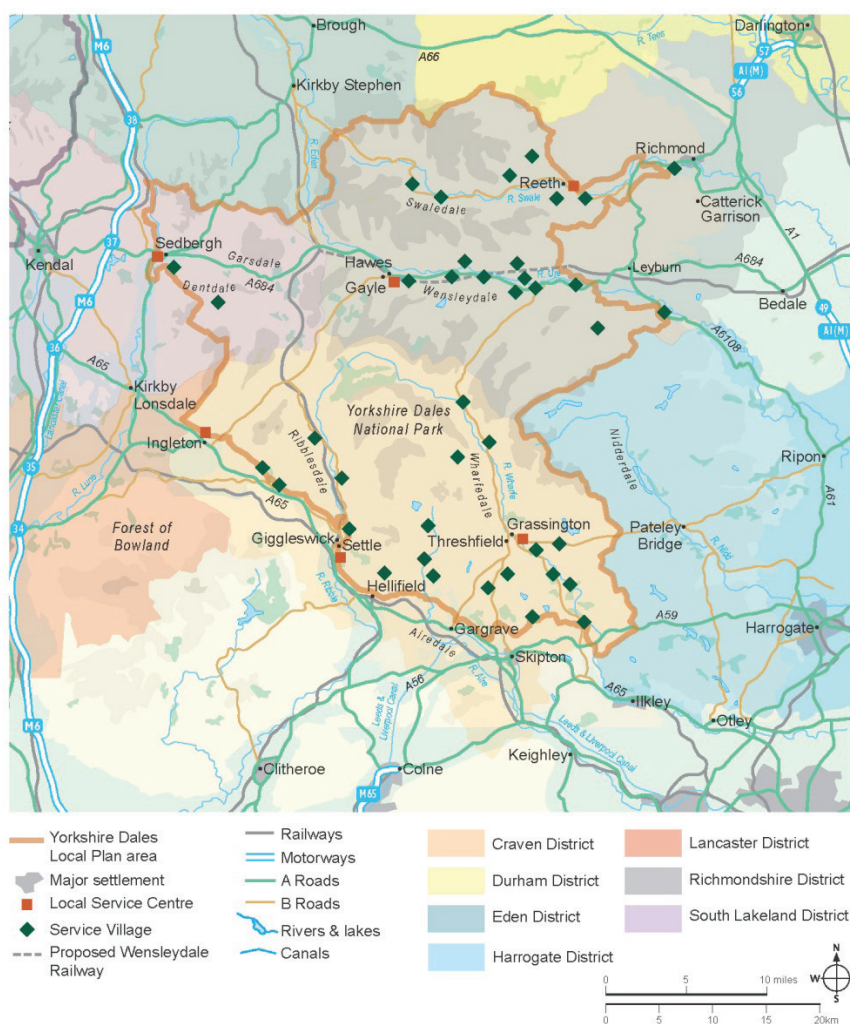 Brough
Darlington
R. Tees
57
A66
M6
A1(M)
56
Kirkby Stephen
38
R. Eden
Richmond
Reeth
R. Swale
Swaledale
Catterick
Garrison
A1
37
Sedbergh
Garsdale
Kendal
Hawes
Leyburn
A684
Gayle
R. Ure
Dentdale
A684
Wensleydale
Bedale
M6
49
A1(M)
36
A6108
A65
Lancaster Canal
Kirkby
Lonsdale
Yorkshire Dales
National Park
Ingleton
Ribblesdale
Nidderdale
35
Ripon
R. Lune
Wharfedale
R. Wharfe
A65
A61
34
Forest of
Bowland
Grassington
Giggleswick
Threshfield
Pateley
Bridge
Settle
R. Nidd
R. Ribble
Hellifield
A59
Gargrave
Harrogate
Airedale
Skipton
A56
R. Aire
A65
Ilkley
Leeds &
Liverpool Canal
Otley
M6
Leeds & Liverpool Canal
Keighley
Clitheroe
Colne
M65
Yorkshire Dales
Local Plan area
Major settlement
Local Service Centre
Service Village
Proposed Wensleydale
Railway
Railways
Motorways
A Roads
B Roads
Rivers & lakes
Canals
Craven District
Durham District
Eden District
Harrogate District
Lancaster District
Richmondshire District
South Lakeland District
N
W
E
S
0 5 10 miles
0 5 10 15 20km